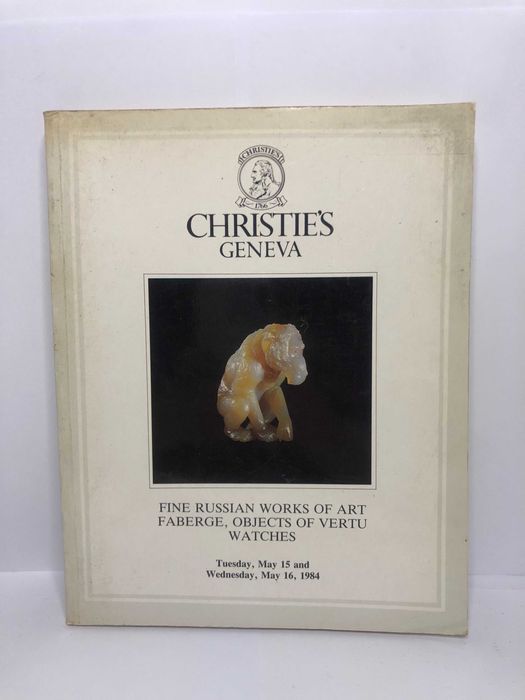 CHRISTIE'S
1766
CHRISTIE'S
GENEVA
FINE RUSSIAN WORKS OF ART
FABERGE, OBJECTS OF VERTU
WATCHES
Tuesday, May 15 and
Wednesday, May 16, 1984